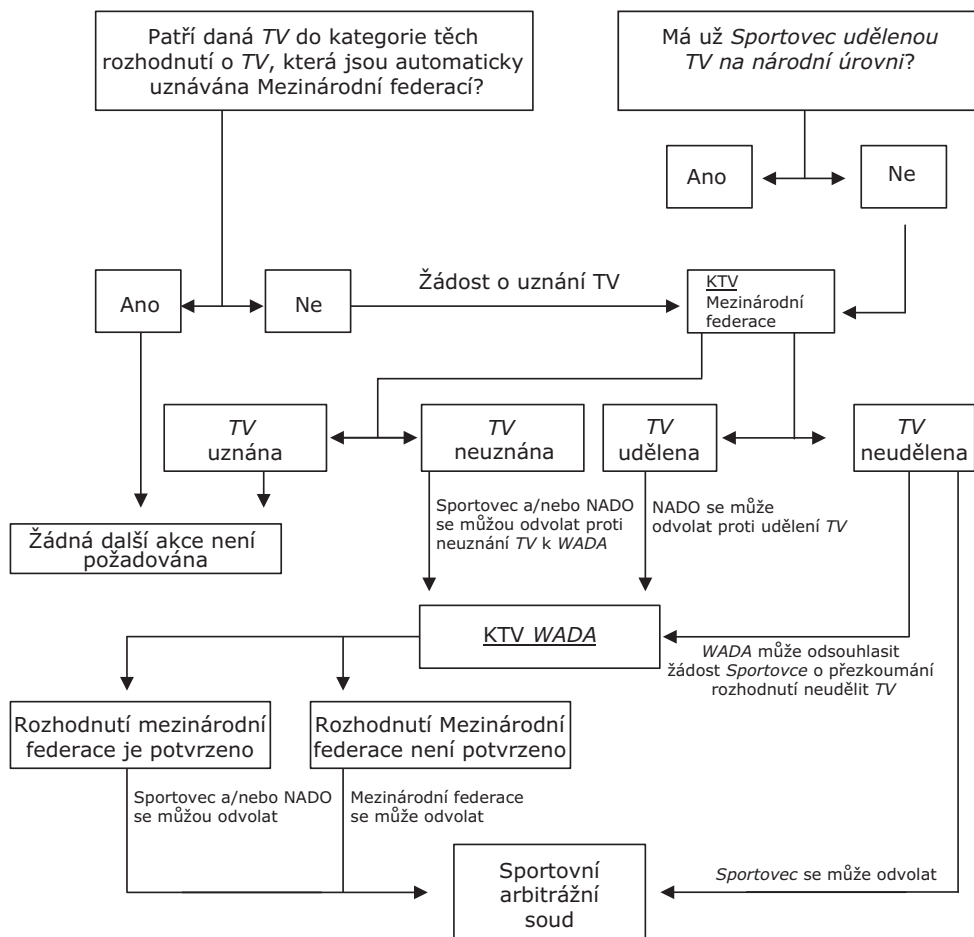 Patří daná TV do kategorie těch
rozhodnutí o TV, která jsou automaticky
uznávána Mezinárodní federací?
Má už Sportovec udělenou
TV na národní úrovni?
Ano
Ne
Ano
Ne
Žádost o uznání TV
KTV
Mezinárodní
federace
TV
uznána
TV
neuznána
TV
udělena
TV
neudělena
Sportovec a/nebo NADO
se můžou odvolat proti
neuznání TV k WADA
NADO se může
odvolat proti udělení TV
Žádná další akce není
požadována
KTV WADA
WADA může odsouhlasit
žádost Sportovce o přezkoumání
rozhodnutí neudělit TV
Rozhodnutí mezinárodní
federace je potvrzeno
Rozhodnutí Mezinárodní
federace není potvrzeno
Sportovec a/nebo NADO
se můžou odvolat
Mezinárodní federace
se může odvolat
Sportovní
arbitrážní
soud
Sportovec se může odvolat